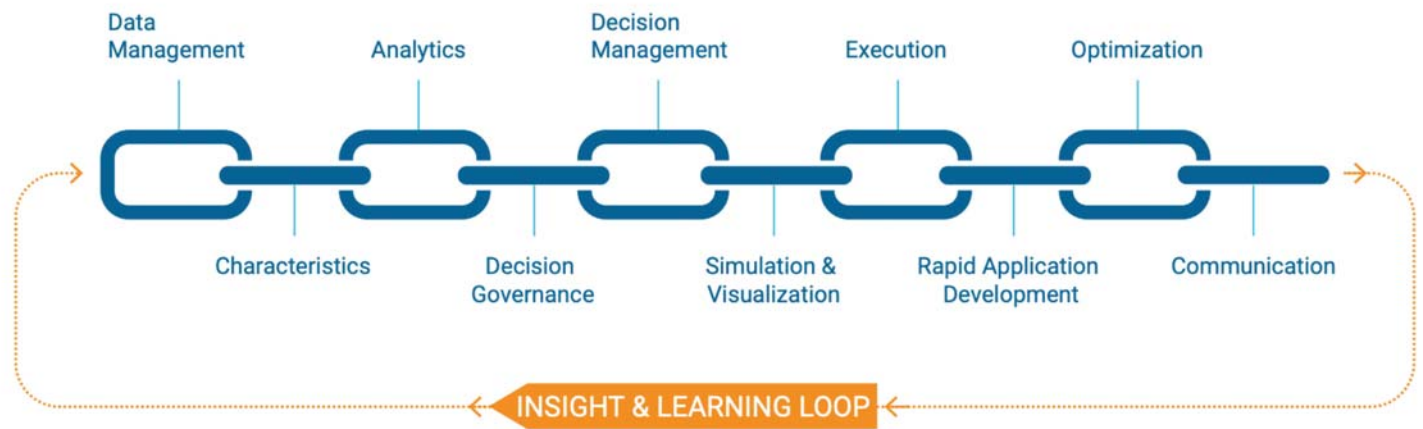 Data
Management
Analytics
Decision
Management
Execution
Optimization
Characteristics
Decision
Governance
Simulation &
Visualization
Rapid Application
Development
Communication
INSIGHT & LEARNING LOOP